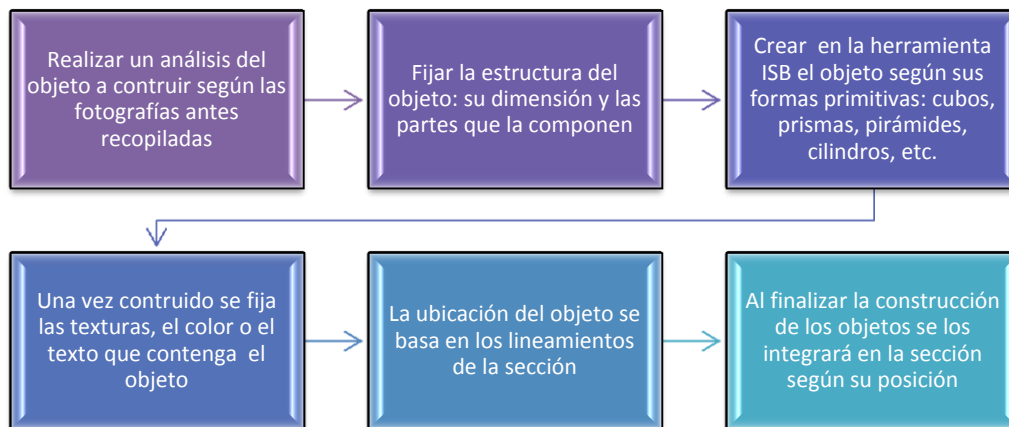 Realizar un análisis del
objeto a contruir según las
fotografías antes
recopiladas
Fijar la estructura del
objeto: su dimensión y las
partes que la componen
Crear en la herramienta
ISB el objeto según sus
formas primitivas: cubos,
prismas, pirámides,
cilindros, etc.
Una vez contruido se fija
las texturas, el color o el
texto que contenga el
objeto
La ubicación del objeto se
basa en los lineamientos
de la sección
Al finalizar la construcción
de los objetos se los
integrará en la sección
según su posición